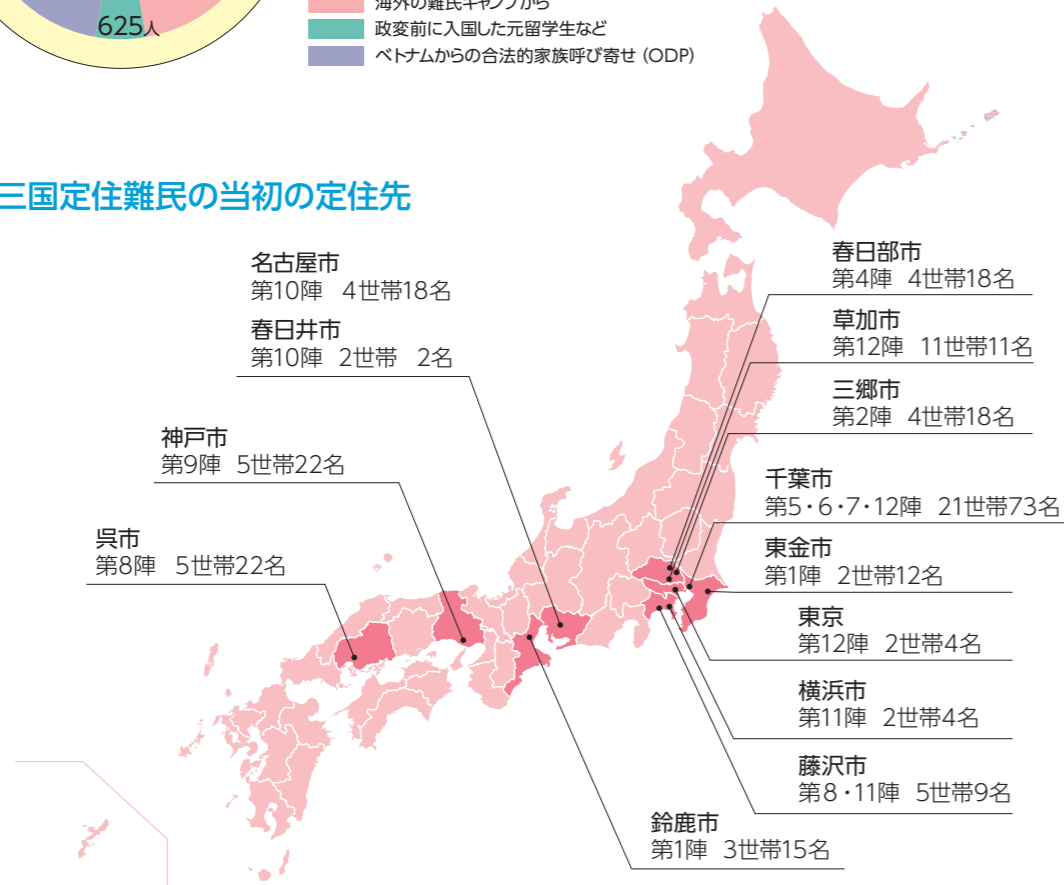 625人
海外の難民キャンプから
政変前に入国した元留学生など
ベトナムからの合法的家族呼び寄せ (ODP)
三国定住難民の当初の定住先
名古屋市
第10陣 4世帯18名
春日井市
第10陣 2世帯 2名
神戸市
第9陣 5世帯22名
呉市
第8陣 5世帯22名
春日部市
第4陣 4世帯18名
草加市
第12陣 11世帯11名
三郷市
第2陣 4世帯18名
千葉市
第5・6・7・12陣 21世帯73名
東金市
第1陣 2世帯12名
東京
第12陣 2世帯4名
横浜市
第11陣 2世帯4名
藤沢市
第8・11陣 5世帯9名
鈴鹿市
第1陣 3世帯15名